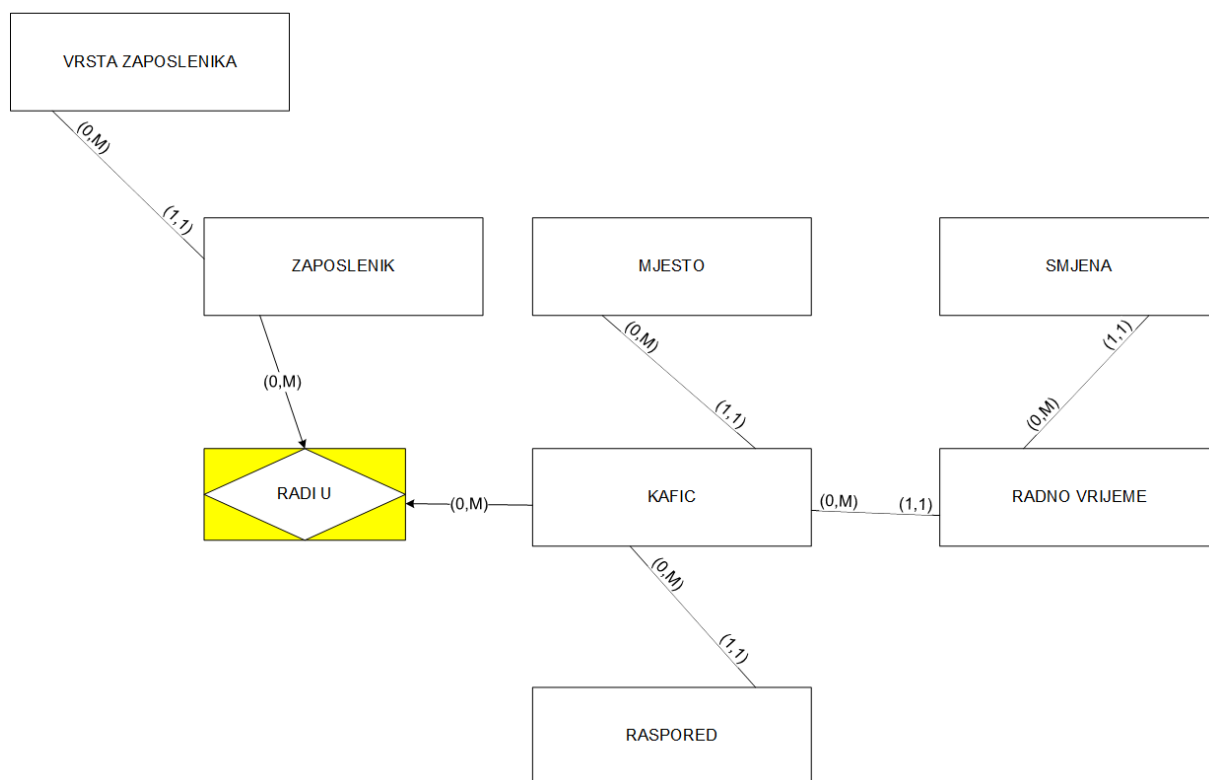 VRSTA ZAPOSLENIKA
(0,M)
(1,1)
ZAPOSLENIK
MJESTO
SMJENA
(0,M)
(0,M)
(1,1)
(1,1)
(0,M)
RADI U
(0,M)
KAFIC
(0,M)
(1,1)
RADNO VRIJEME
(0,M)
(1,1)
RASPORED